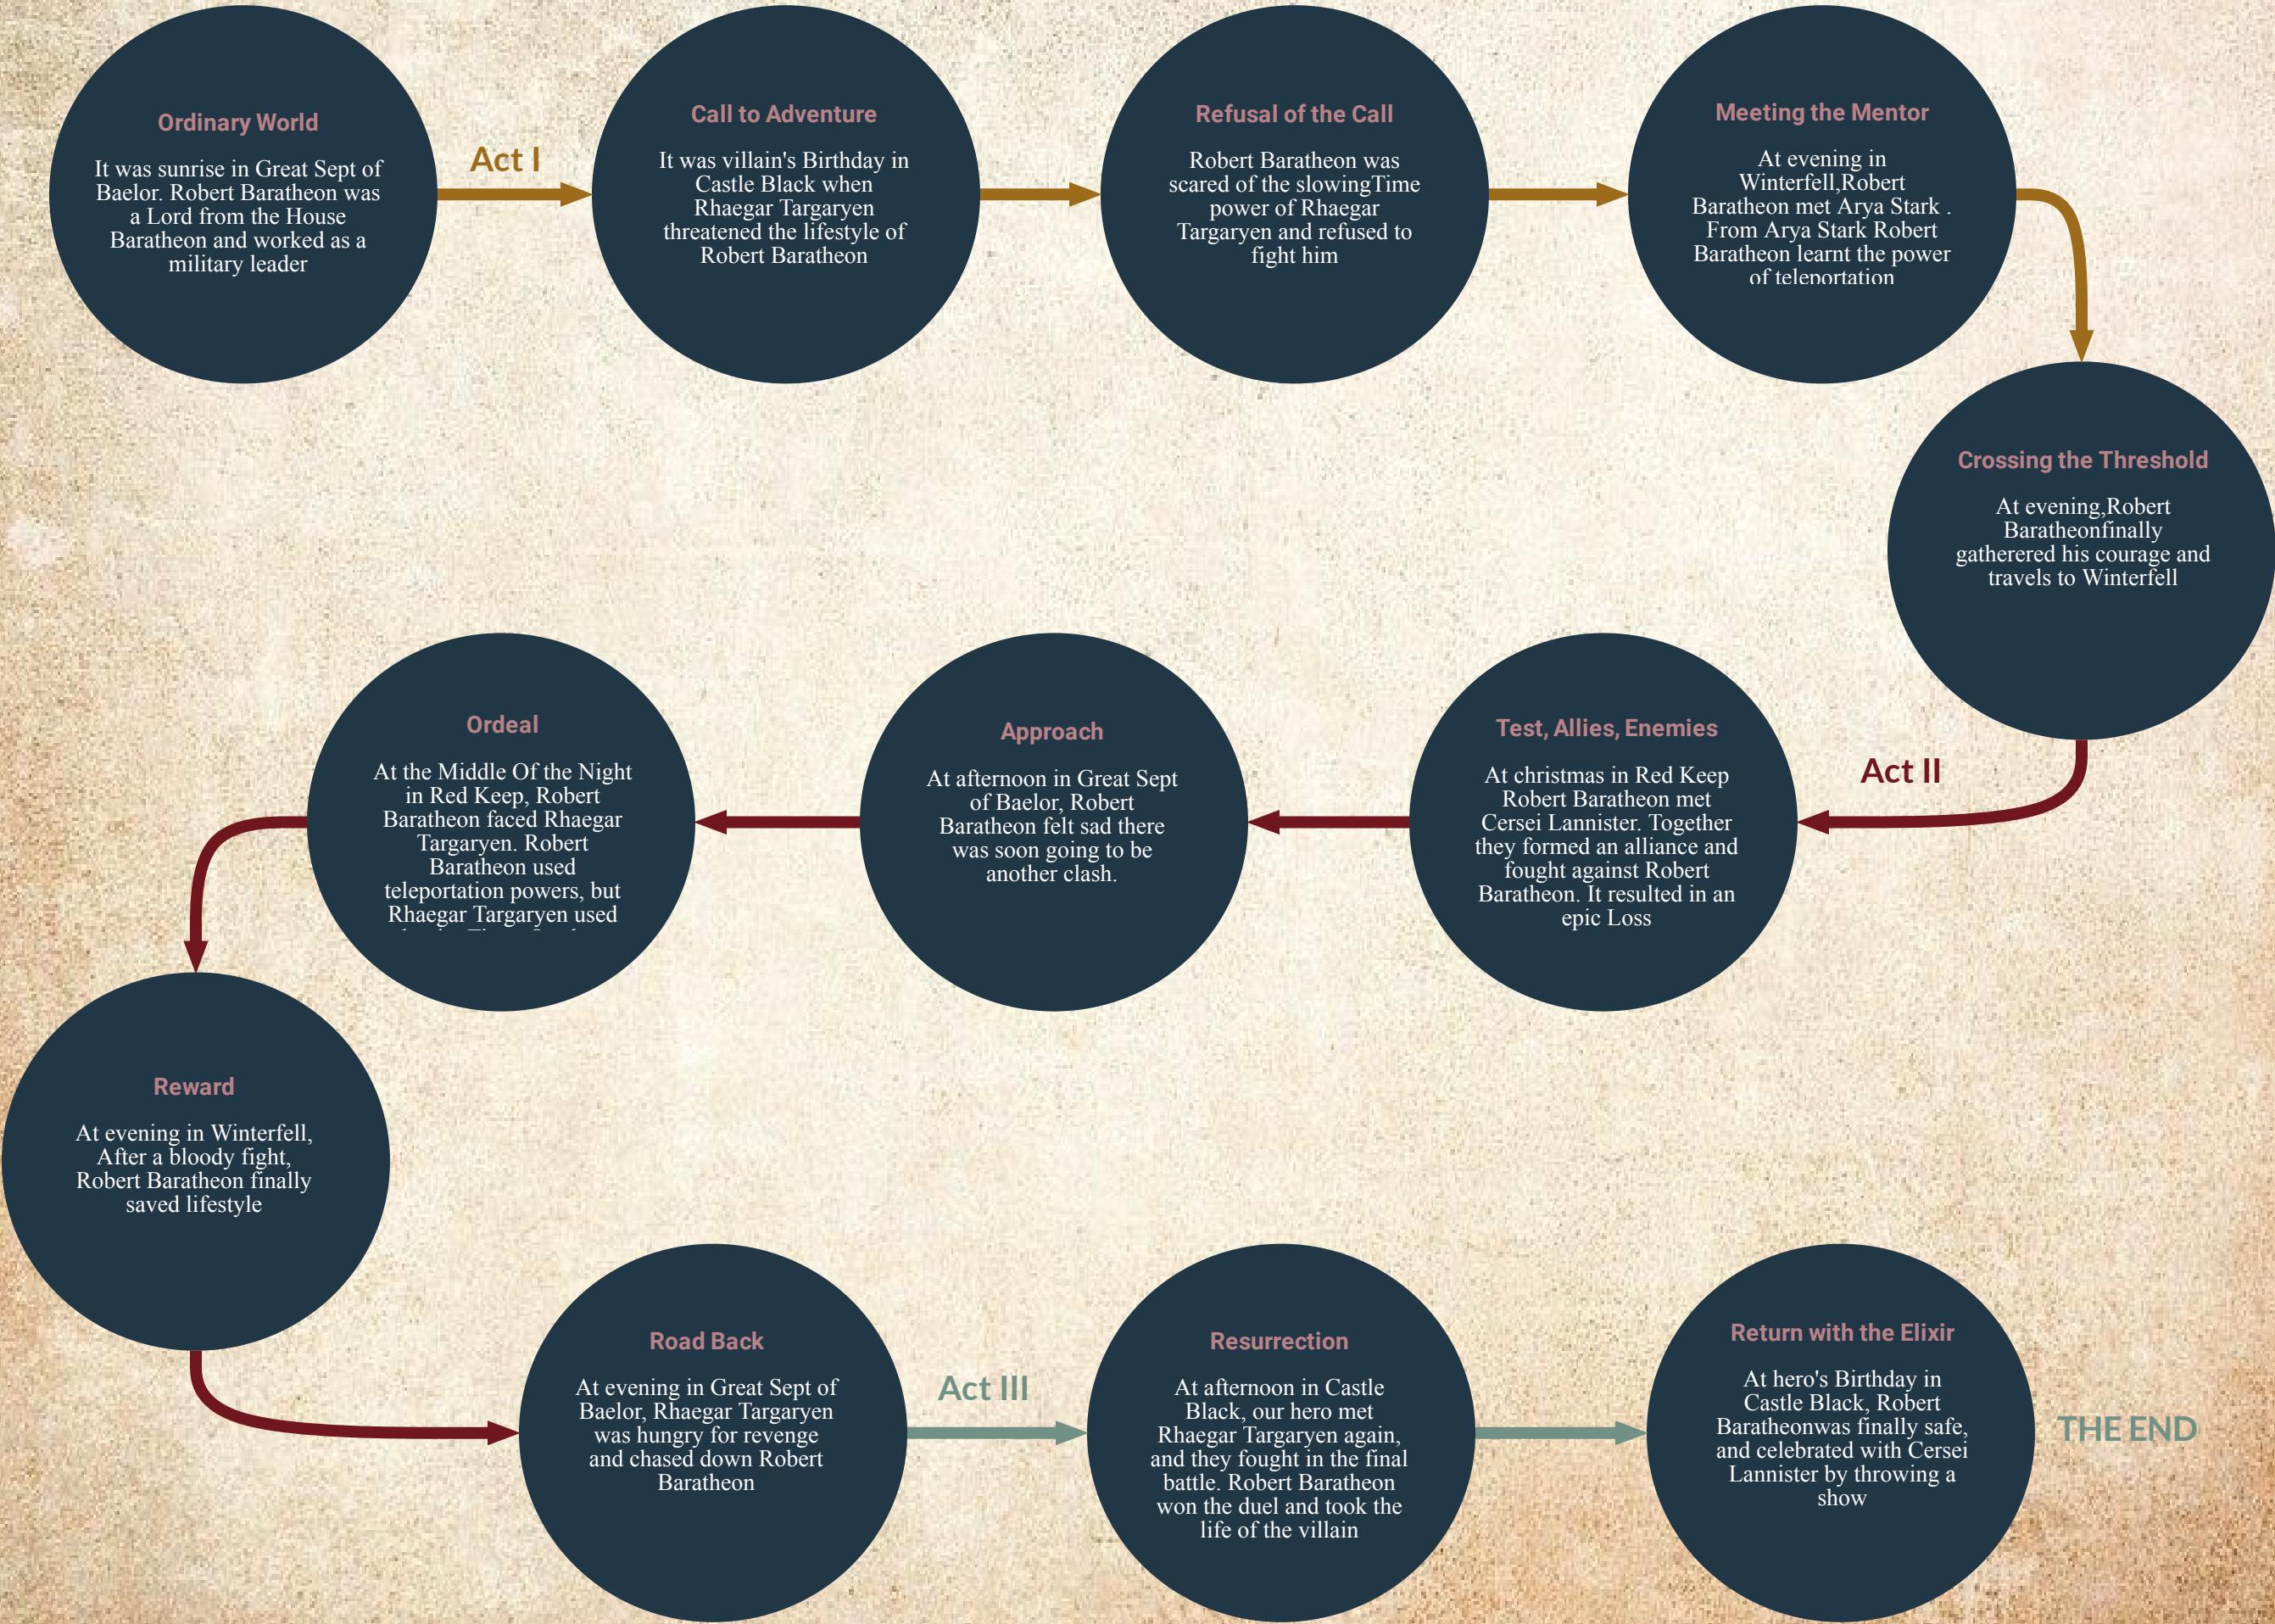 Ordinary World
It was sunrise in Great Sept of
Baelor. Robert Baratheon was
a Lord from the House
Baratheon and worked as a
military leader
Act I
Call to Adventure
It was villain's Birthday in
Castle Black when
Rhaegar Targaryen
threatened the lifestyle of
Robert Baratheon
Refusal of the Call
Robert Baratheon was
scared of the slowingTime
power of Rhaegar
Targaryen and refused to
fight him
Meeting the Mentor
At evening in
Winterfell,Robert
Baratheon met Arya Stark .
From Arya Stark Robert
Baratheon learnt the power
of teleportation
Crossing the Threshold
At evening,Robert
Baratheonfinally
gatherered his courage and
travels to Winterfell
Act II
Test, Allies, Enemies
At christmas in Red Keep
Robert Baratheon met
Cersei Lannister. Together
they formed an alliance and
fought against Robert
Baratheon. It resulted in an
epic Loss
Approach
At afternoon in Great Sept
of Baelor, Robert
Baratheon felt sad there
was soon going to be
another clash.
Ordeal
At the Middle Of the Night
in Red Keep, Robert
Baratheon faced Rhaegar
Targaryen. Robert
Baratheon used
teleportation powers, but
Rhaegar Targaryen used
Reward
At evening in Winterfell,
After a bloody fight,
Robert Baratheon finally
saved lifestyle
Road Back
At evening in Great Sept of
Baelor, Rhaegar Targaryen
was hungry for revenge
and chased down Robert
Baratheon
Act III
Resurrection
At afternoon in Castle
Black, our hero met
Rhaegar Targaryen again,
and they fought in the final
battle. Robert Baratheon
won the duel and took the
life of the villain
Return with the Elixir
At hero's Birthday in
Castle Black, Robert
Baratheonwas finally safe,
and celebrated with Cersei
Lannister by throwing a
show
THE END